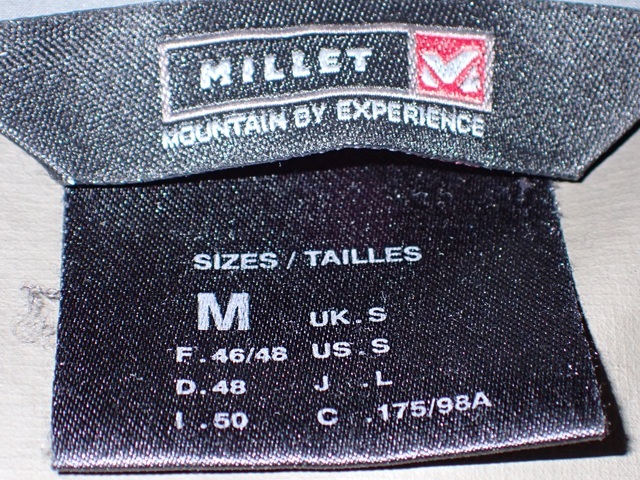 MILLET
MOUNTAIN BY EXPERIENCE
SIZES / TAILLES
M UK . S
F . 46/48 US . S
D . 48 J . L
I . 50 C . 175/98A